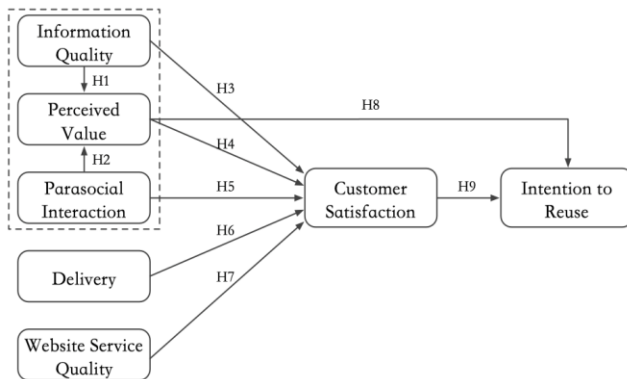 Information
Quality
H1
H3
Perceived
Value
H8
H4
H2
Parasocial
Interaction
H5
Customer
Satisfaction
H9
Intention to
Reuse
H6
Delivery
H7
Website Service
Quality